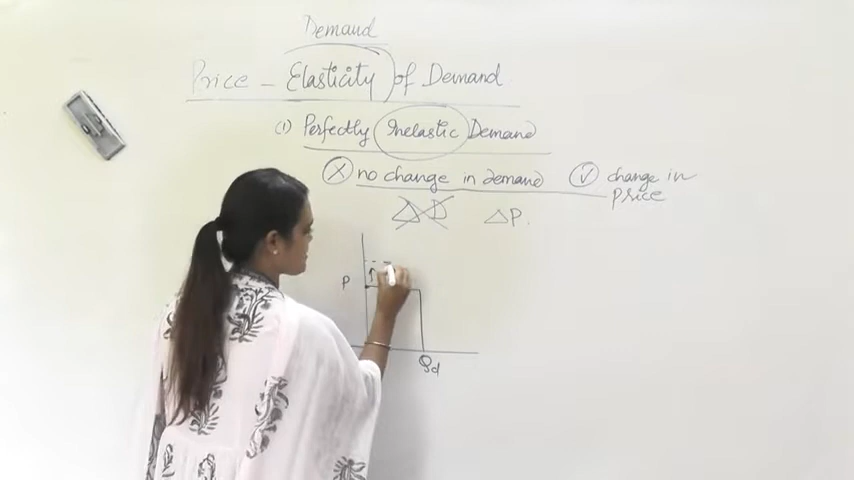 Demand
Price - Elasticity of Demand
(1) Perfectly Inelastic Demand
X no change in demand V change in
price
ΔD ΔP.
P
Qd